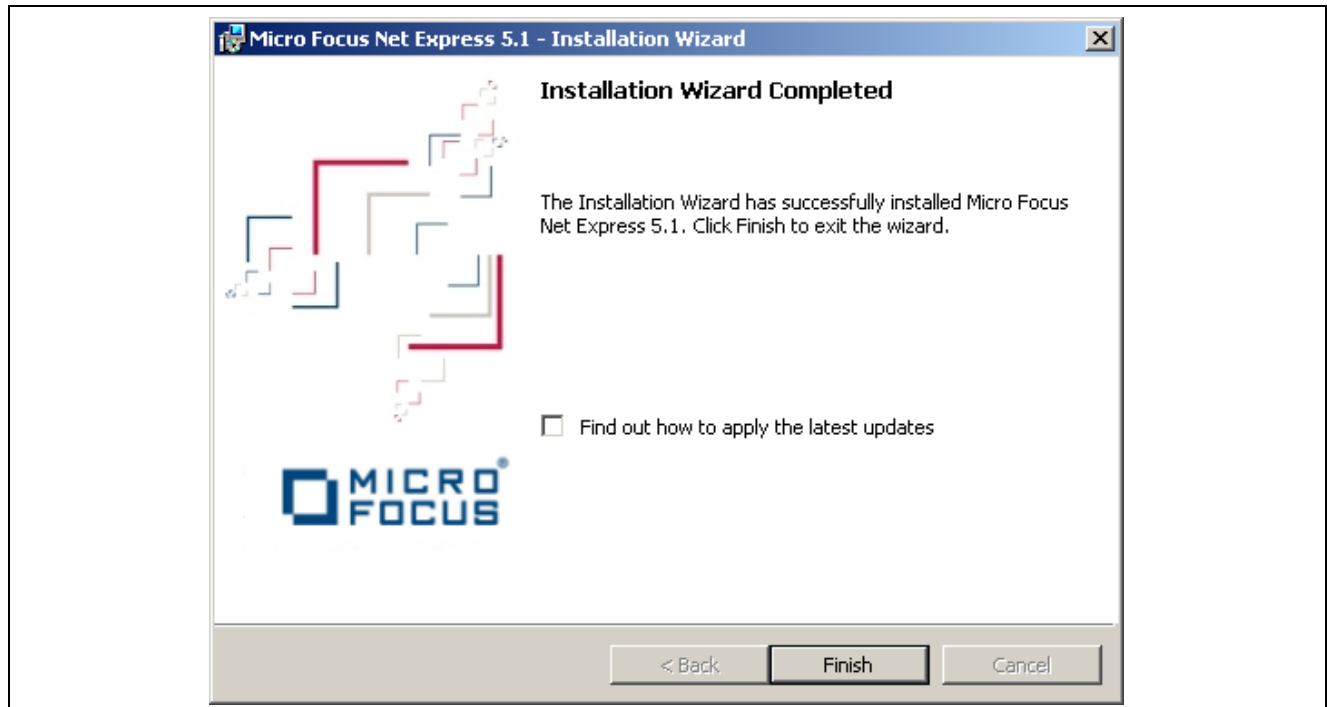 Micro Focus Net Express 5.1 - Installation Wizard
Installation Wizard Completed
The Installation Wizard has successfully installed Micro Focus
Net Express 5.1. Click Finish to exit the wizard.
Find out how to apply the latest updates
MICRO
FOCUS®
< Back
Finish
Cancel